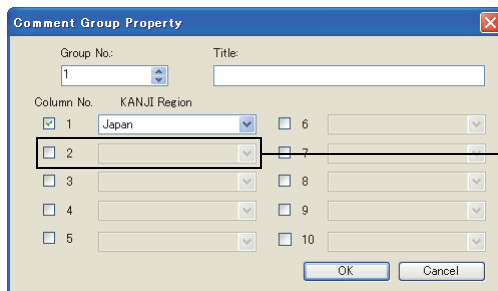 Comment Group Property
Group No.: Title:
1
Column No. KANJI Region
1 Japan 6
2 7
3 8
4 9
5 10
OK Cancel